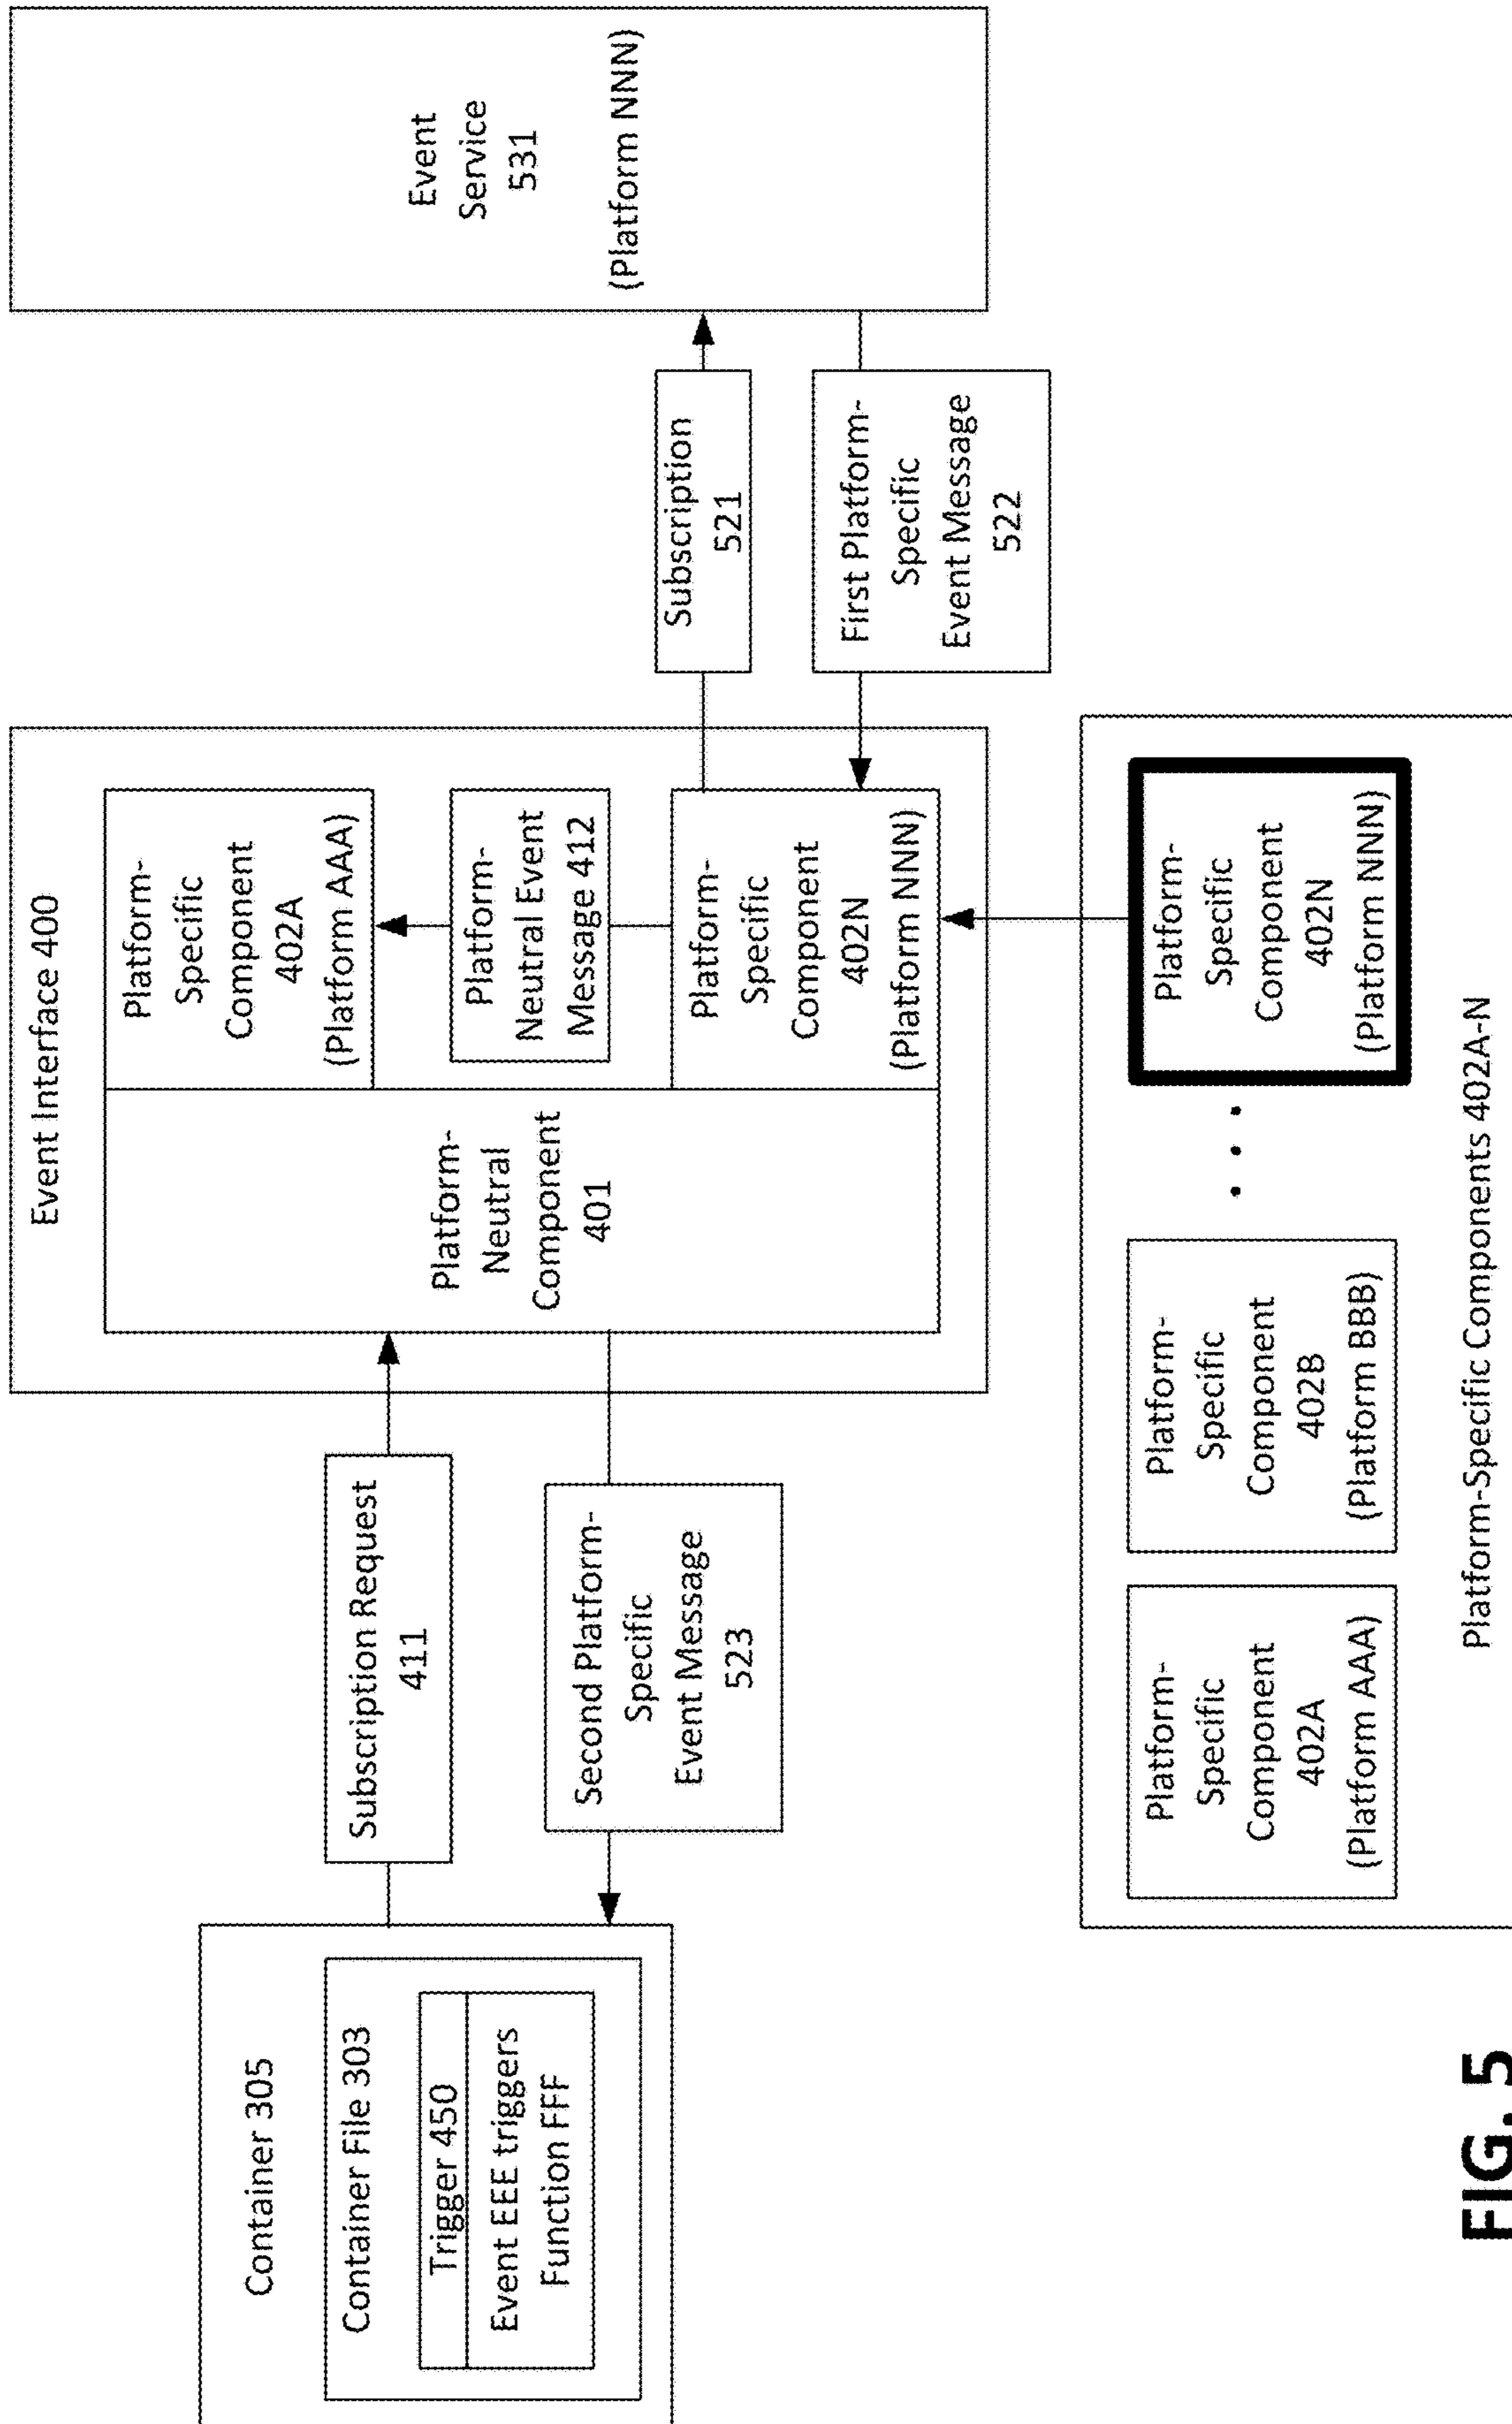 Container 305
Container File 303
Trigger 450
Event EEE triggers
Function FFF
Subscription Request
411
Second Platform-
Specific
Event Message
523
Event Interface 400
Platform-
Neutral
Component
401
Platform-
Specific
Component
402A
(Platform AAA)
Platform-
Neutral Event
Message 412
Platform-
Specific
Component
402N
(Platform NNN)
Subscription
521
First Platform-
Specific
Event Message
522
Event
Service
531
(Platform NNN)
Platform-
Specific
Component
402A
(Platform AAA)
Platform-
Specific
Component
402B
(Platform BBB)
. . .
Platform-
Specific
Component
402N
(Platform NNN)
Platform-Specific Components 402A-N
FIG. 5